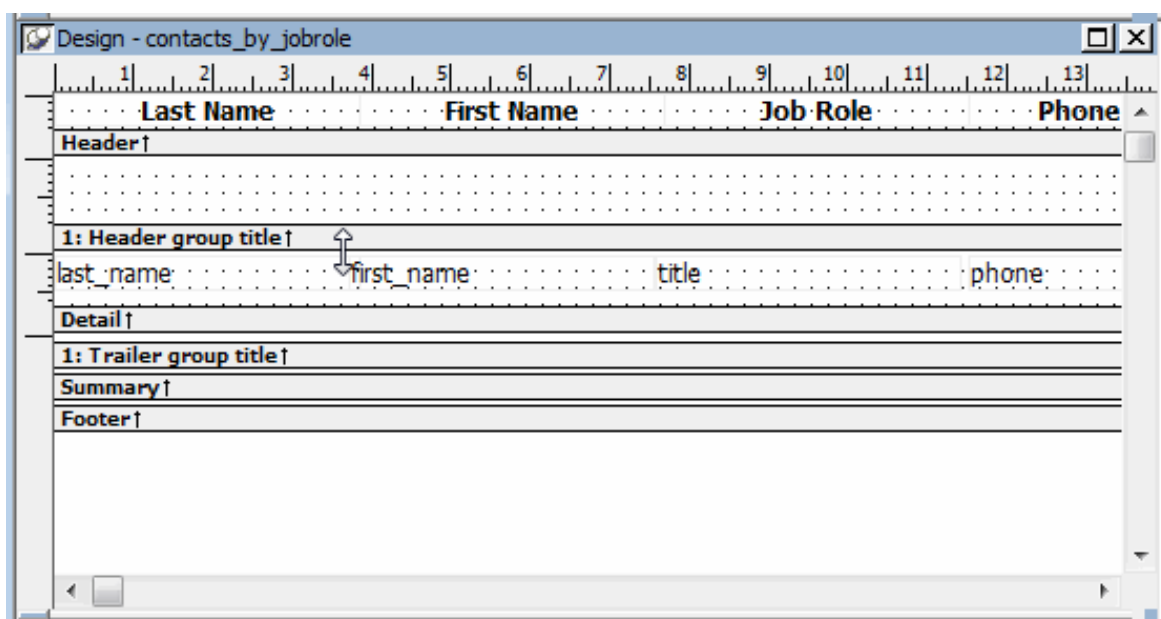 Design - contacts_by_jobrole
1 2 3 4 5 6 7 8 9 10 11 12 13
Last Name First Name Job Role Phone
Header↑
1: Header group title↑
last_name first_name title phone
Detail↑
1: Trailer group title↑
Summary↑
Footer↑